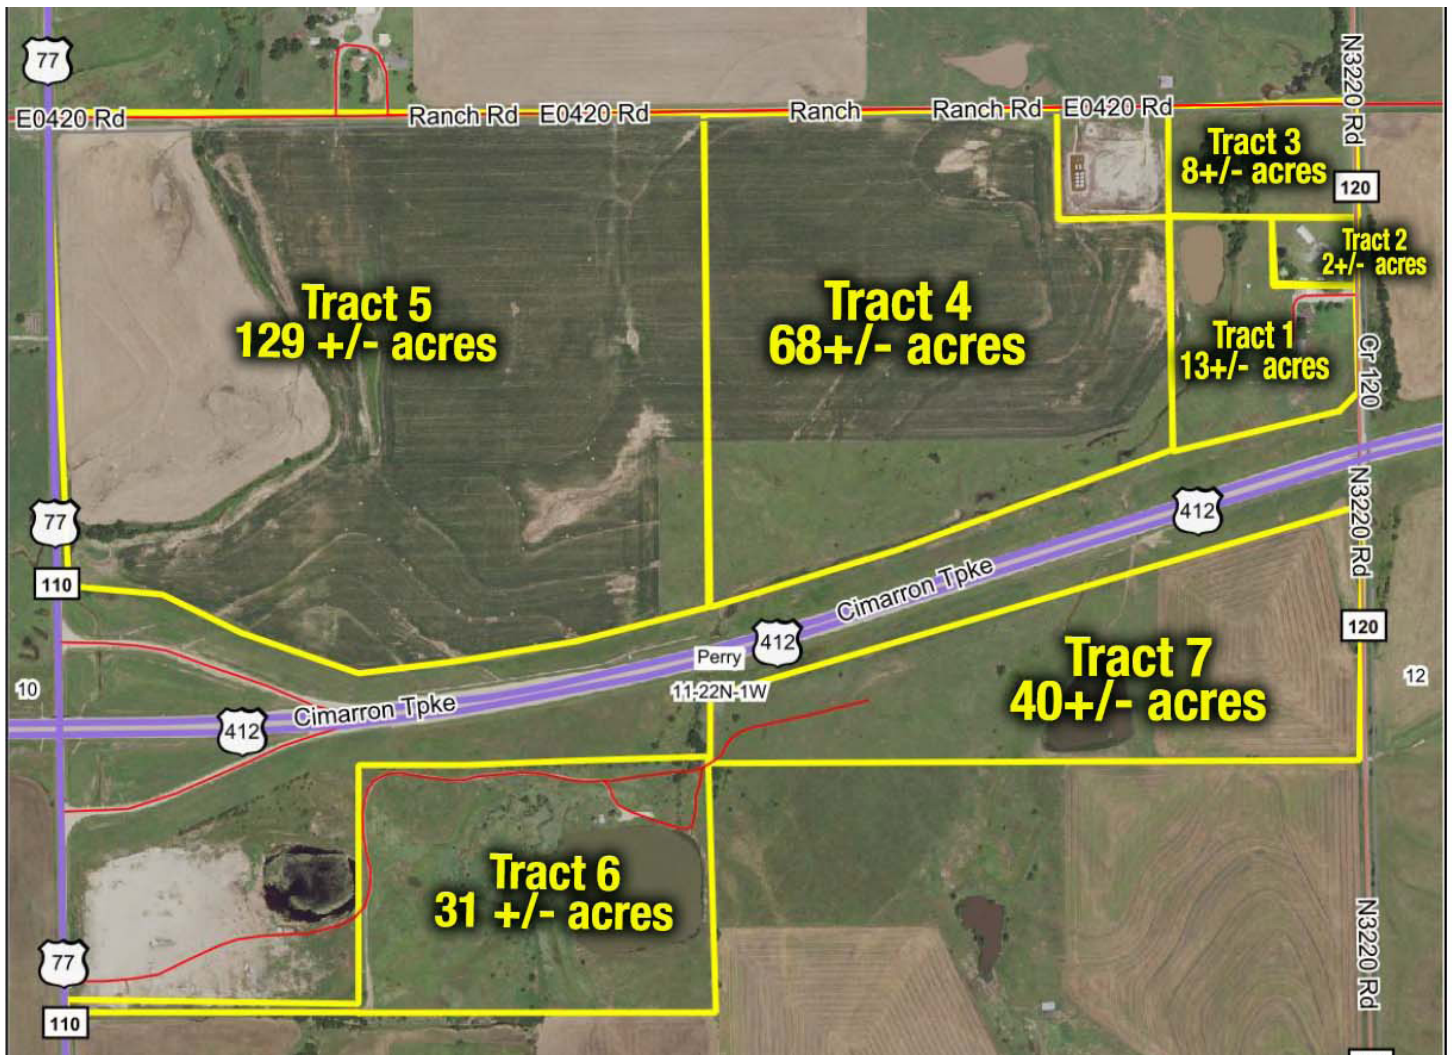 77
N3220 Rd
E0420 Rd
Ranch Rd
E0420 Rd
Ranch
Ranch Rd
E0420 Rd
Tract 3
8+/- acres
120
Tract 2
2+/- acres
Tract 5
129 +/- acres
Tract 4
68+/- acres
Tract 1
13+/- acres
Cr 120
77
110
412
N3220 Rd
Cimarron Tpke
412
120
Perry
11-22N-1W
Tract 7
40+/- acres
10
12
Cimarron Tpke
412
Tract 6
31 +/- acres
77
110
N3220 Rd